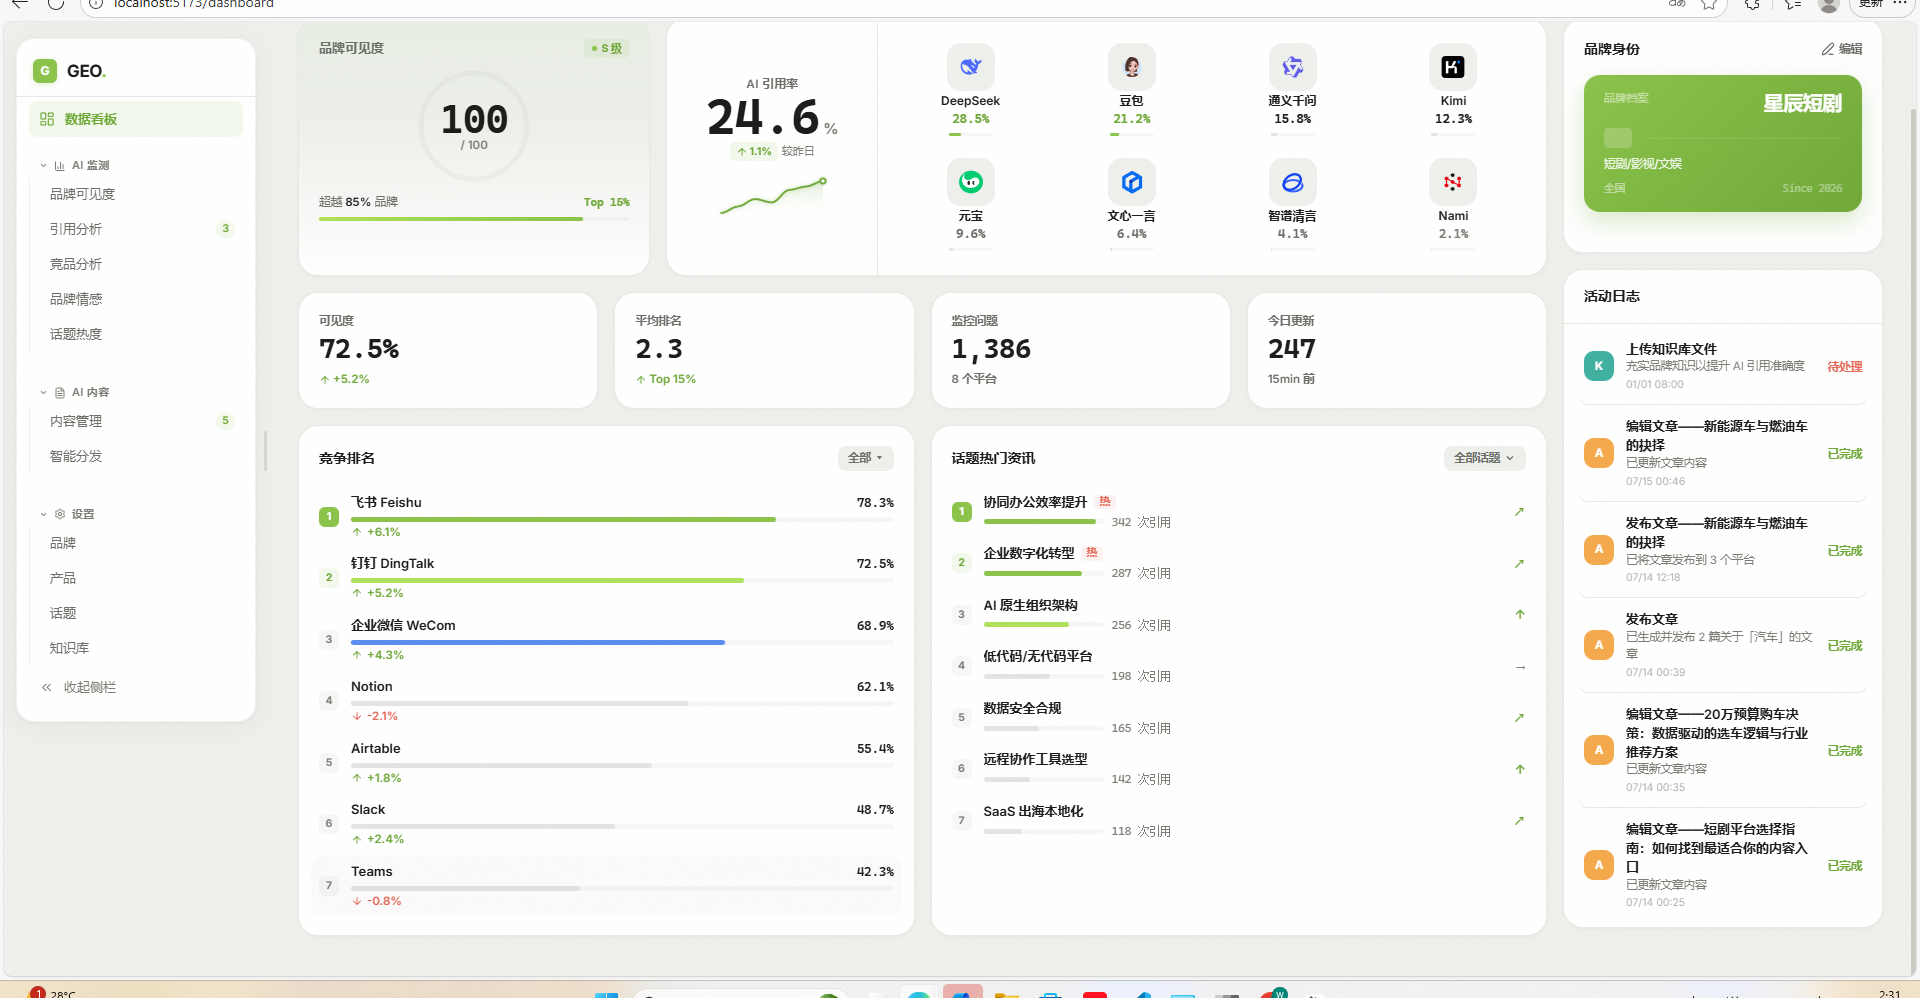 localhost:5173/dashboard
更新
GEO.
G
数据看板
AI 监测
品牌可见度
引用分析
3
竞品分析
品牌情感
话题热度
AI 内容
内容管理
5
智能分发
设置
品牌
产品
话题
知识库
收起侧栏
品牌可见度
S 级
100
/ 100
超越 85% 品牌
Top 15%
AI 引用率
24.6%
↑ 1.1% 较昨日
DeepSeek
28.5%
豆包
21.2%
通义千问
15.8%
Kimi
12.3%
元宝
9.6%
文心一言
6.4%
智谱清言
4.1%
Nami
2.1%
可见度
72.5%
↑ +5.2%
平均排名
2.3
↑ Top 15%
监控问题
1,386
8 个平台
今日更新
247
15min 前
竞争排名
全部
1
飞书 Feishu
78.3%
↑ +6.1%
2
钉钉 DingTalk
72.5%
↑ +5.2%
3
企业微信 WeCom
68.9%
↑ +4.3%
4
Notion
62.1%
↓ -2.1%
5
Airtable
55.4%
↑ +1.8%
6
Slack
48.7%
↑ +2.4%
7
Teams
42.3%
↓ -0.8%
话题热门资讯
全部话题
1
协同办公效率提升 热
342 次引用
↗
2
企业数字化转型 热
287 次引用
↗
3
AI 原生组织架构
256 次引用
↑
4
低代码/无代码平台
198 次引用
→
5
数据安全合规
165 次引用
↗
6
远程协作工具选型
142 次引用
↑
7
SaaS 出海本地化
118 次引用
↗
品牌身份
编辑
品牌档案
星辰短剧
短剧/影视/文娱
全国
Since 2026
活动日志
K
上传知识库文件
充实品牌知识以提升 AI 引用准确度
01/01 08:00
待处理
A
编辑文章——新能源车与燃油车
的抉择
已更新文章内容
07/15 00:46
已完成
A
发布文章——新能源车与燃油车
的抉择
已将文章发布到 3 个平台
07/14 12:18
已完成
A
发布文章
已生成并发布 2 篇关于「汽车」的文
章
07/14 00:39
已完成
A
编辑文章——20万预算购车决
策：数据驱动的选车逻辑与行业
推荐方案
已更新文章内容
07/14 00:35
已完成
A
编辑文章——短剧平台选择指
南：如何找到最适合你的内容入
口
已更新文章内容
07/14 00:25
已完成
1
28°C
W
2:31